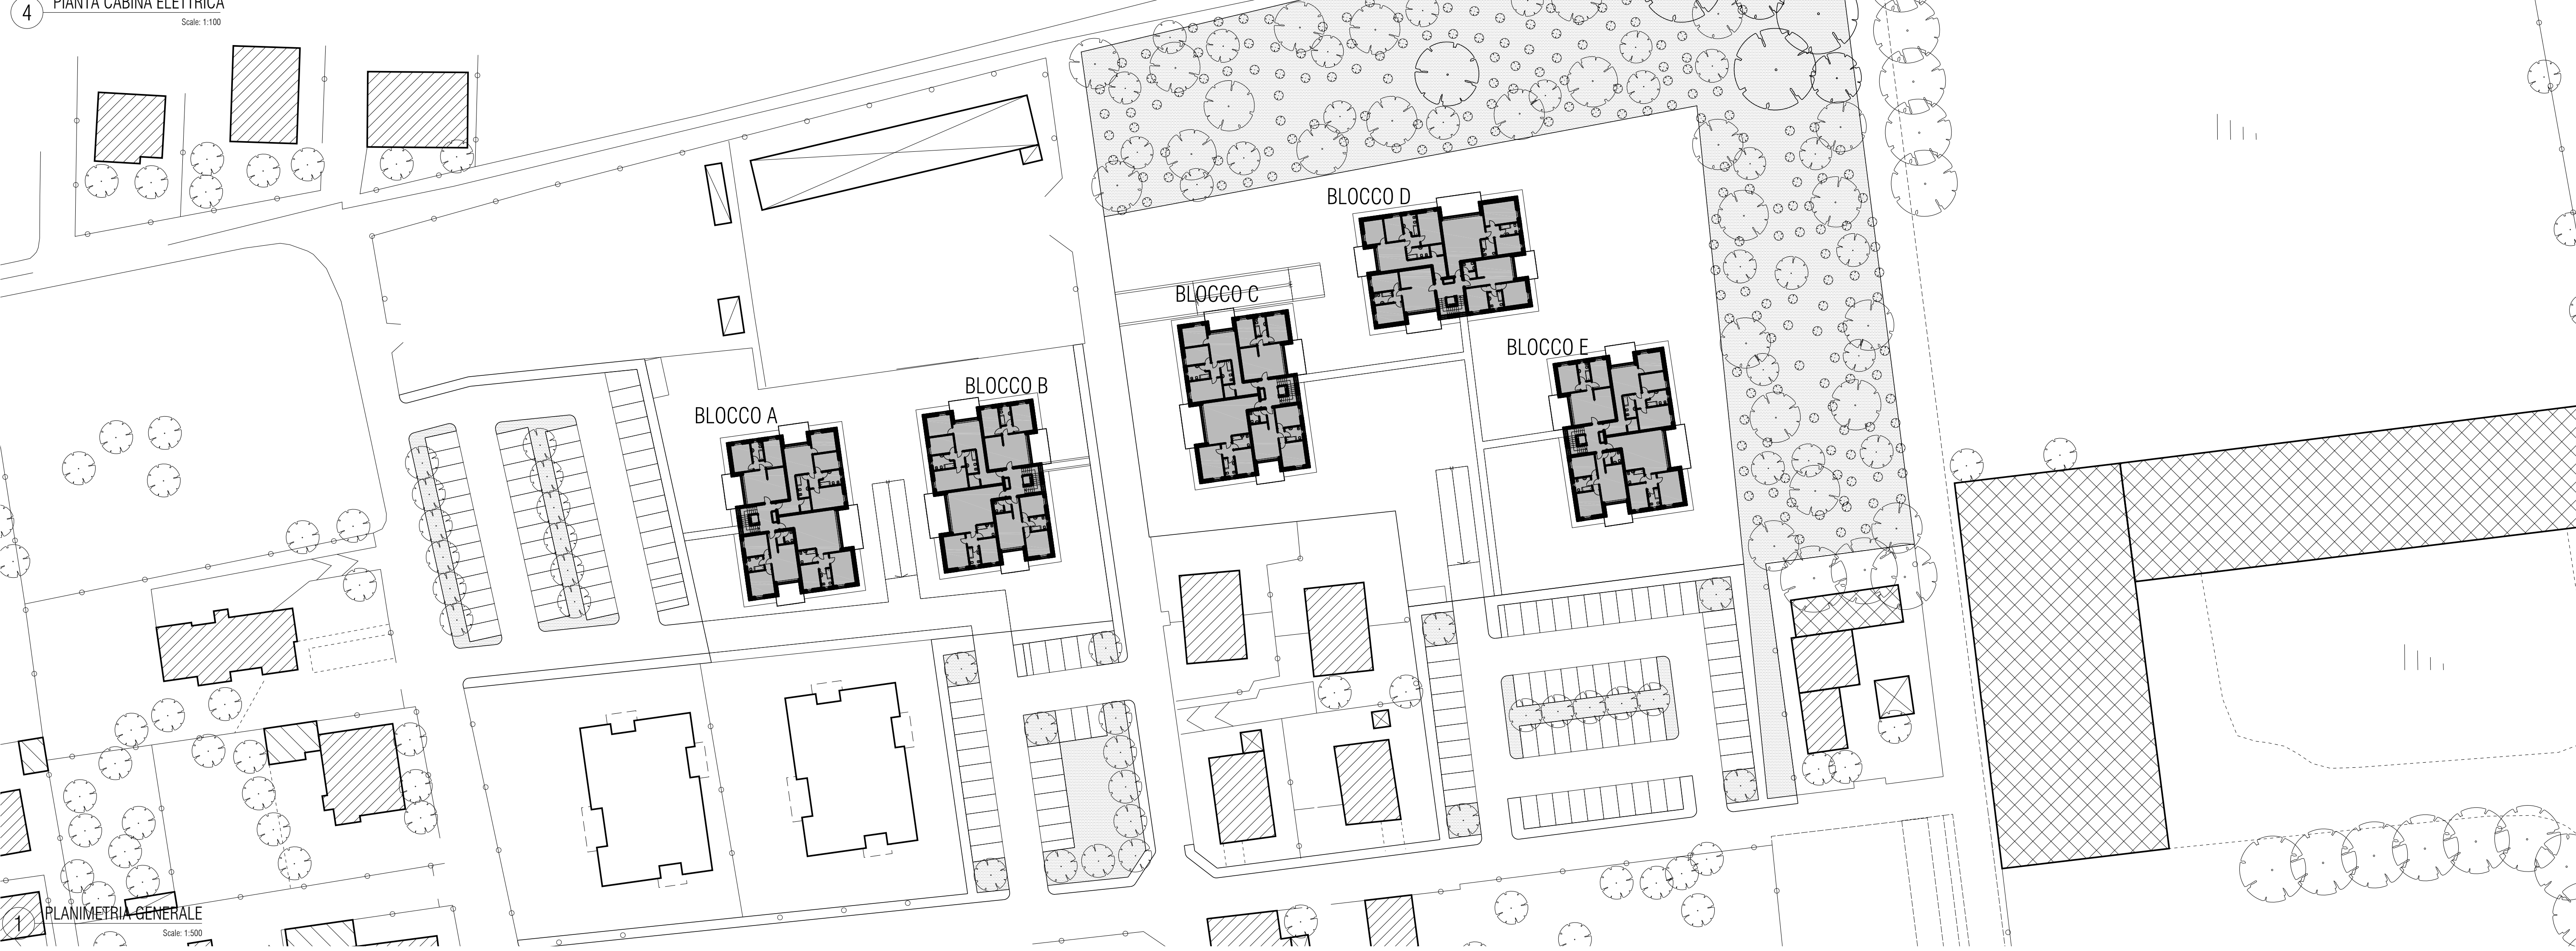 4
PIANTA CABINA ELETTRICA
Scale: 1:100
BLOCCO D
BLOCCO C
BLOCCO E
BLOCCO B
BLOCCO A
1
PLANIMETRIA GENERALE
Scale: 1:500